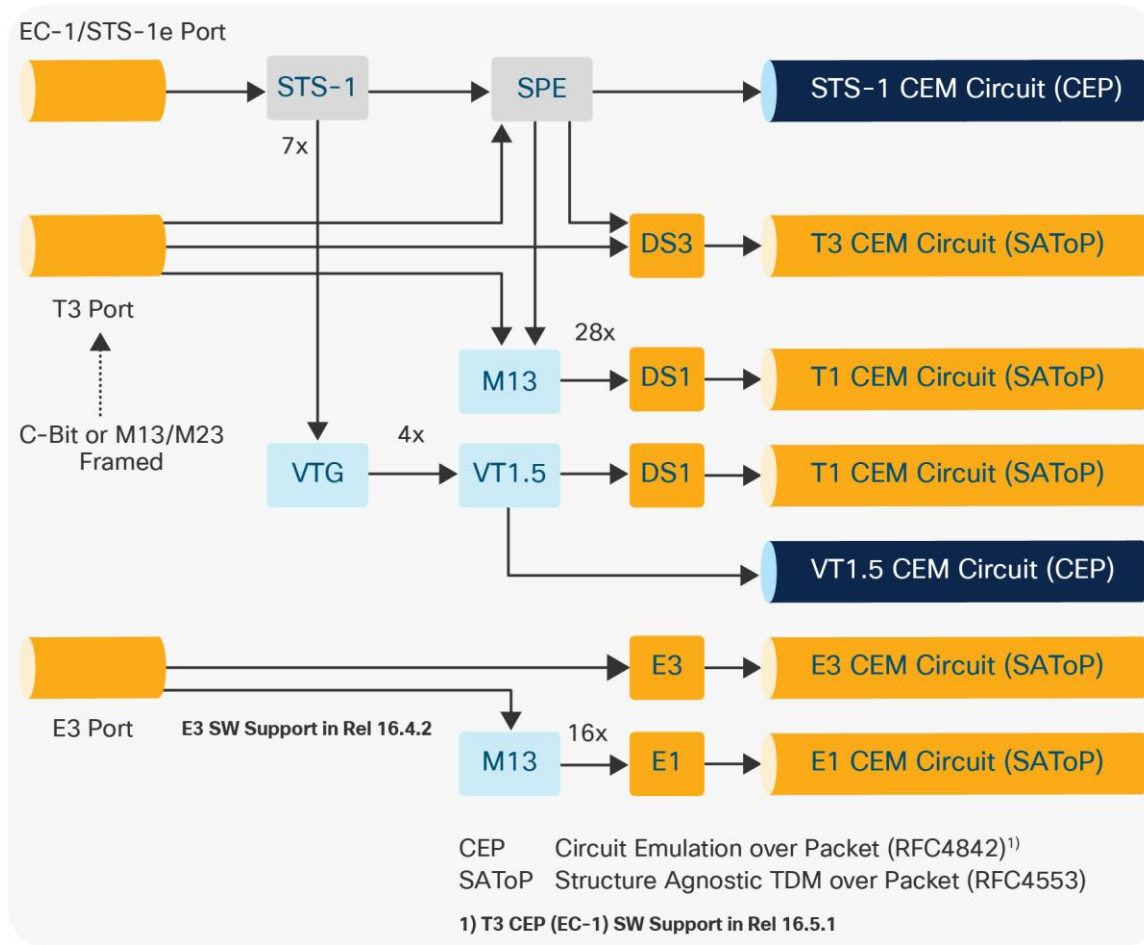 EC-1/STS-1e Port
STS-1
SPE
STS-1 CEM Circuit (CEP)
7x
DS3
T3 CEM Circuit (SAToP)
T3 Port
28x
M13
DS1
T1 CEM Circuit (SAToP)
C-Bit or M13/M23
Framed
4x
VTG
VT1.5
DS1
T1 CEM Circuit (SAToP)
VT1.5 CEM Circuit (CEP)
E3
E3 CEM Circuit (SAToP)
E3 Port
E3 SW Support in Rel 16.4.2
16x
M13
E1
E1 CEM Circuit (SAToP)
CEP Circuit Emulation over Packet (RFC4842)1)
SAToP Structure Agnostic TDM over Packet (RFC4553)
1) T3 CEP (EC-1) SW Support in Rel 16.5.1